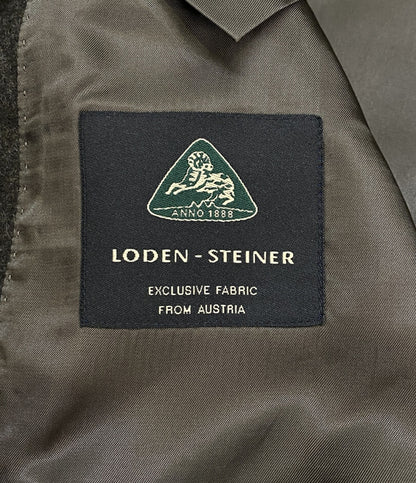 ANNO 1888
LODEN - STEINER
EXCLUSIVE FABRIC
FROM AUSTRIA